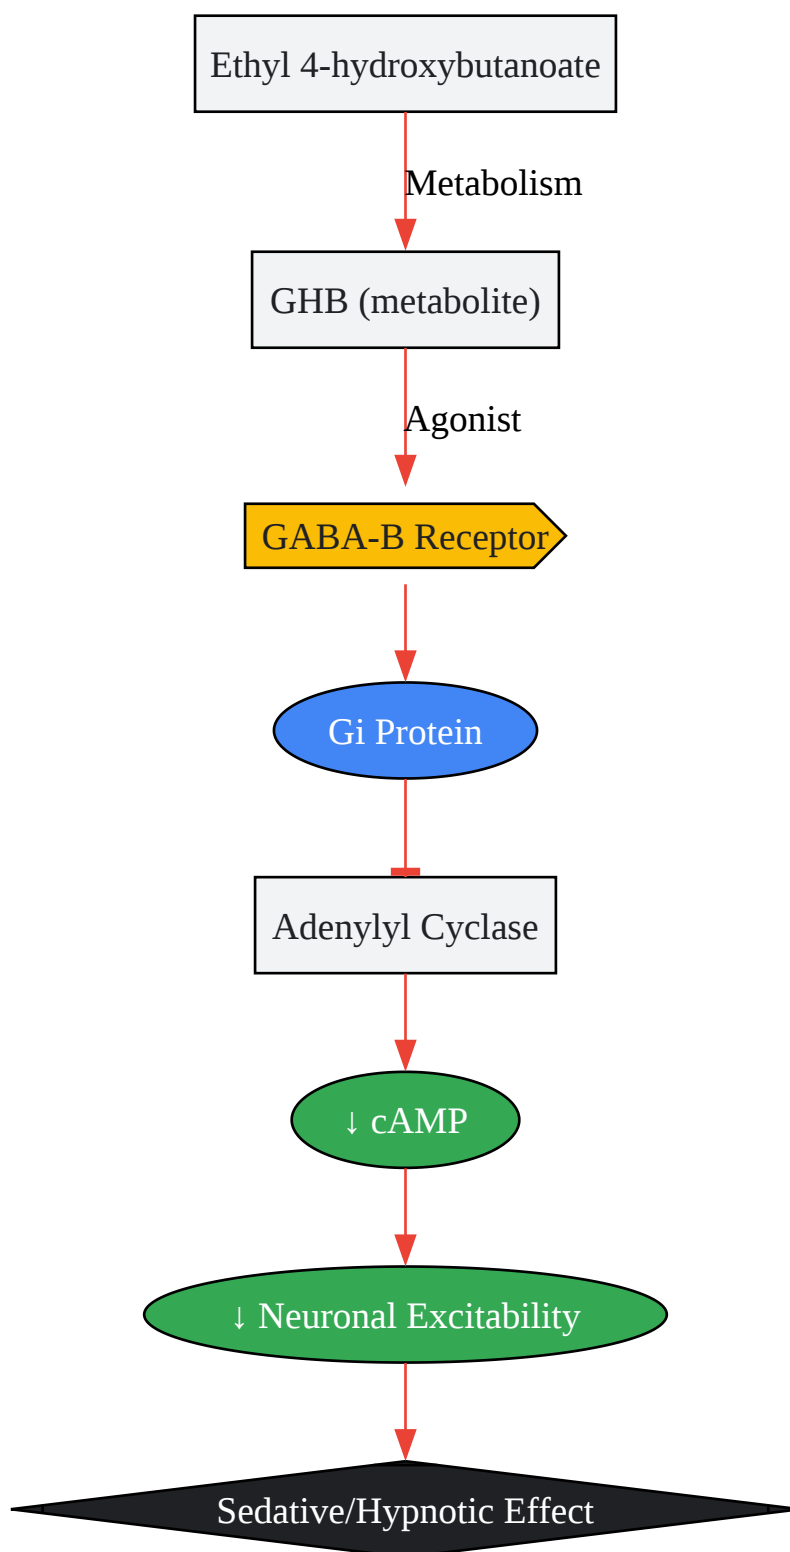 Ethyl 4-hydroxybutanoate
Metabolism
GHB (metabolite)
Agonist
GABA-B Receptor
Gi Protein
Adenylyl Cyclase
↓ cAMP
↓ Neuronal Excitability
Sedative/Hypnotic Effect